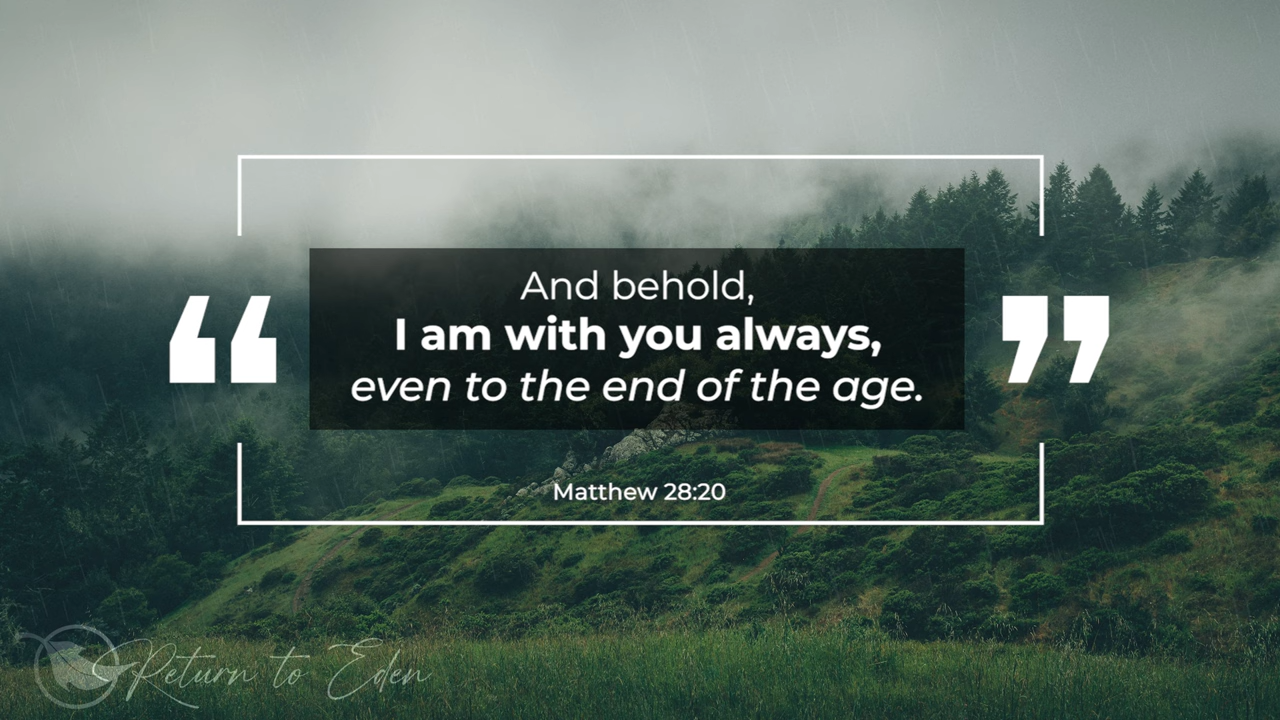 “
And behold,
I am with you always,
even to the end of the age.
”
Matthew 28:20
Return to Eden